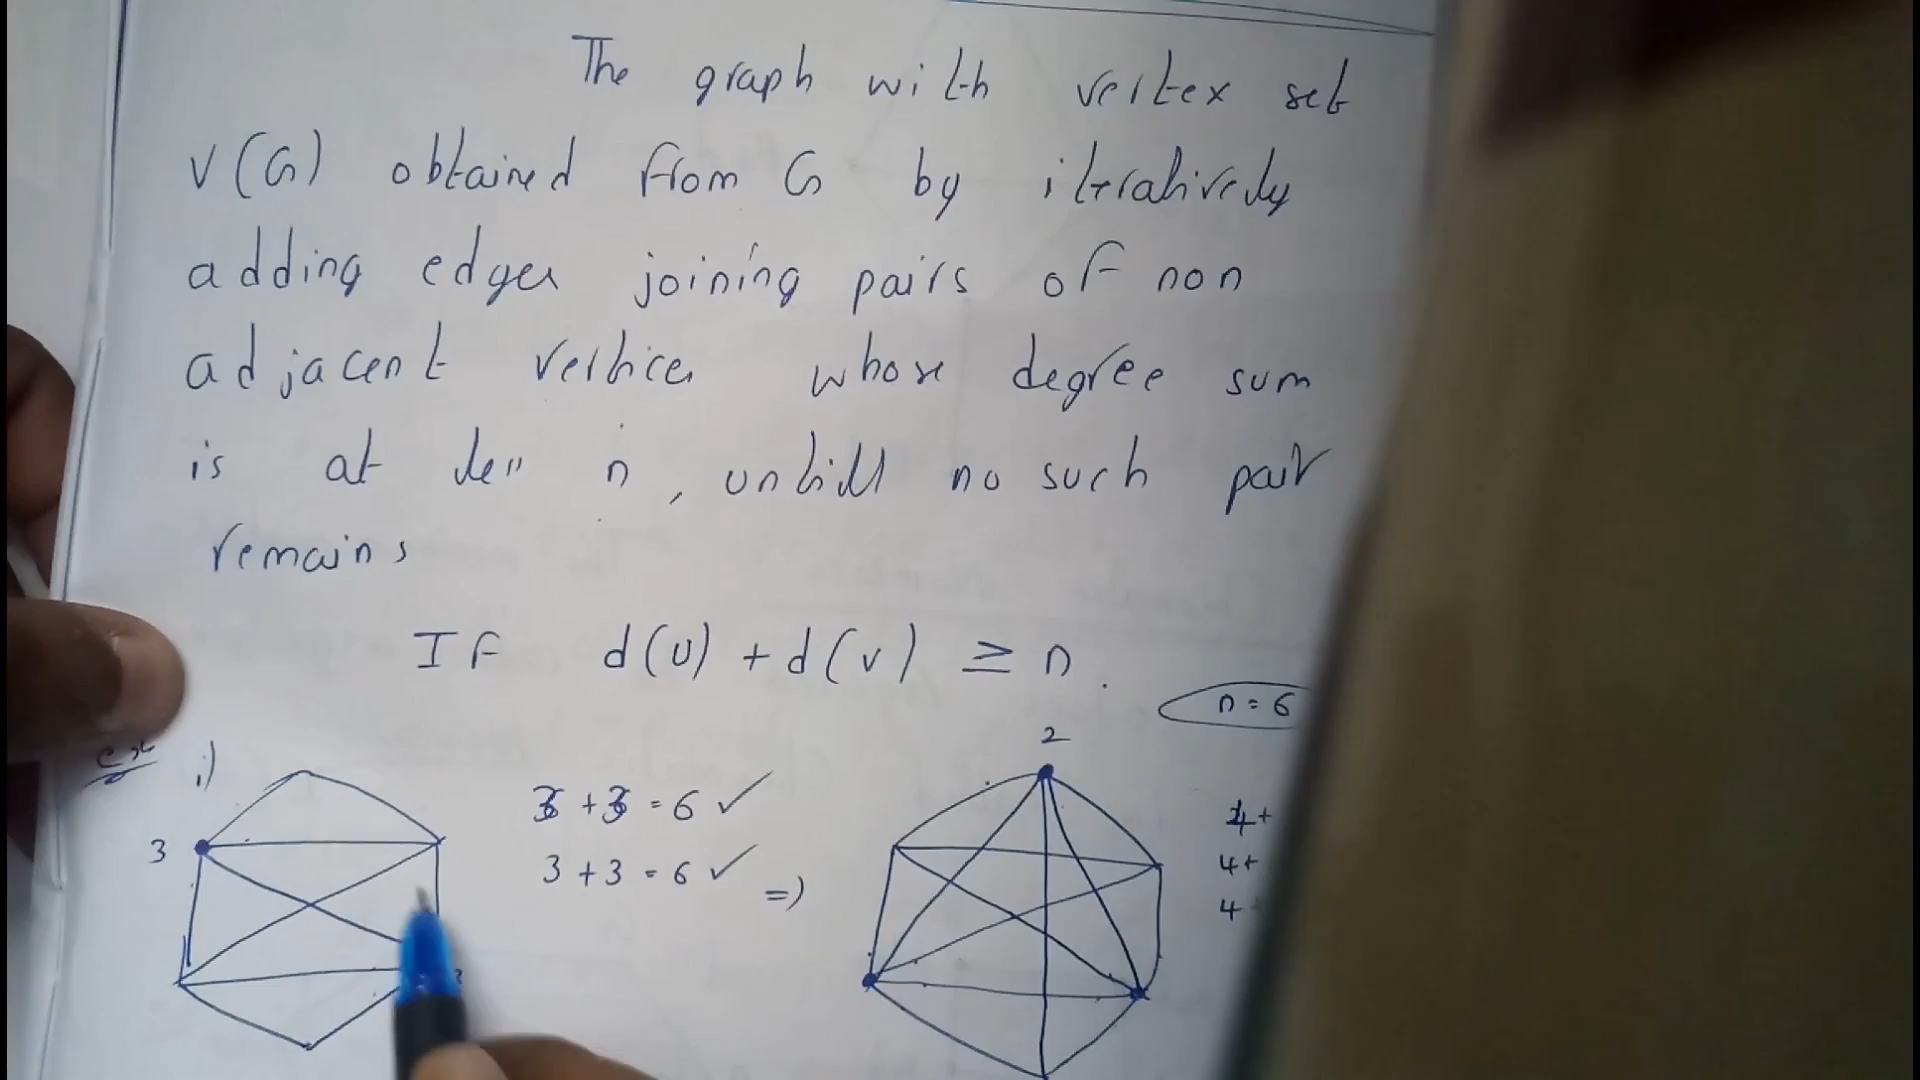 The graph with vertex set
V(G) obtained from G by iteratively
adding edges joining pairs of non
adjacent vertices whose degree sum
is at n, untill no such pair
remains
If d(u) + d(v) ≥ n.
n = 6
ex i)
2
3
3 + 3 = 6 ✓
3 + 3 = 6 ✓
=)
4+
4+
4